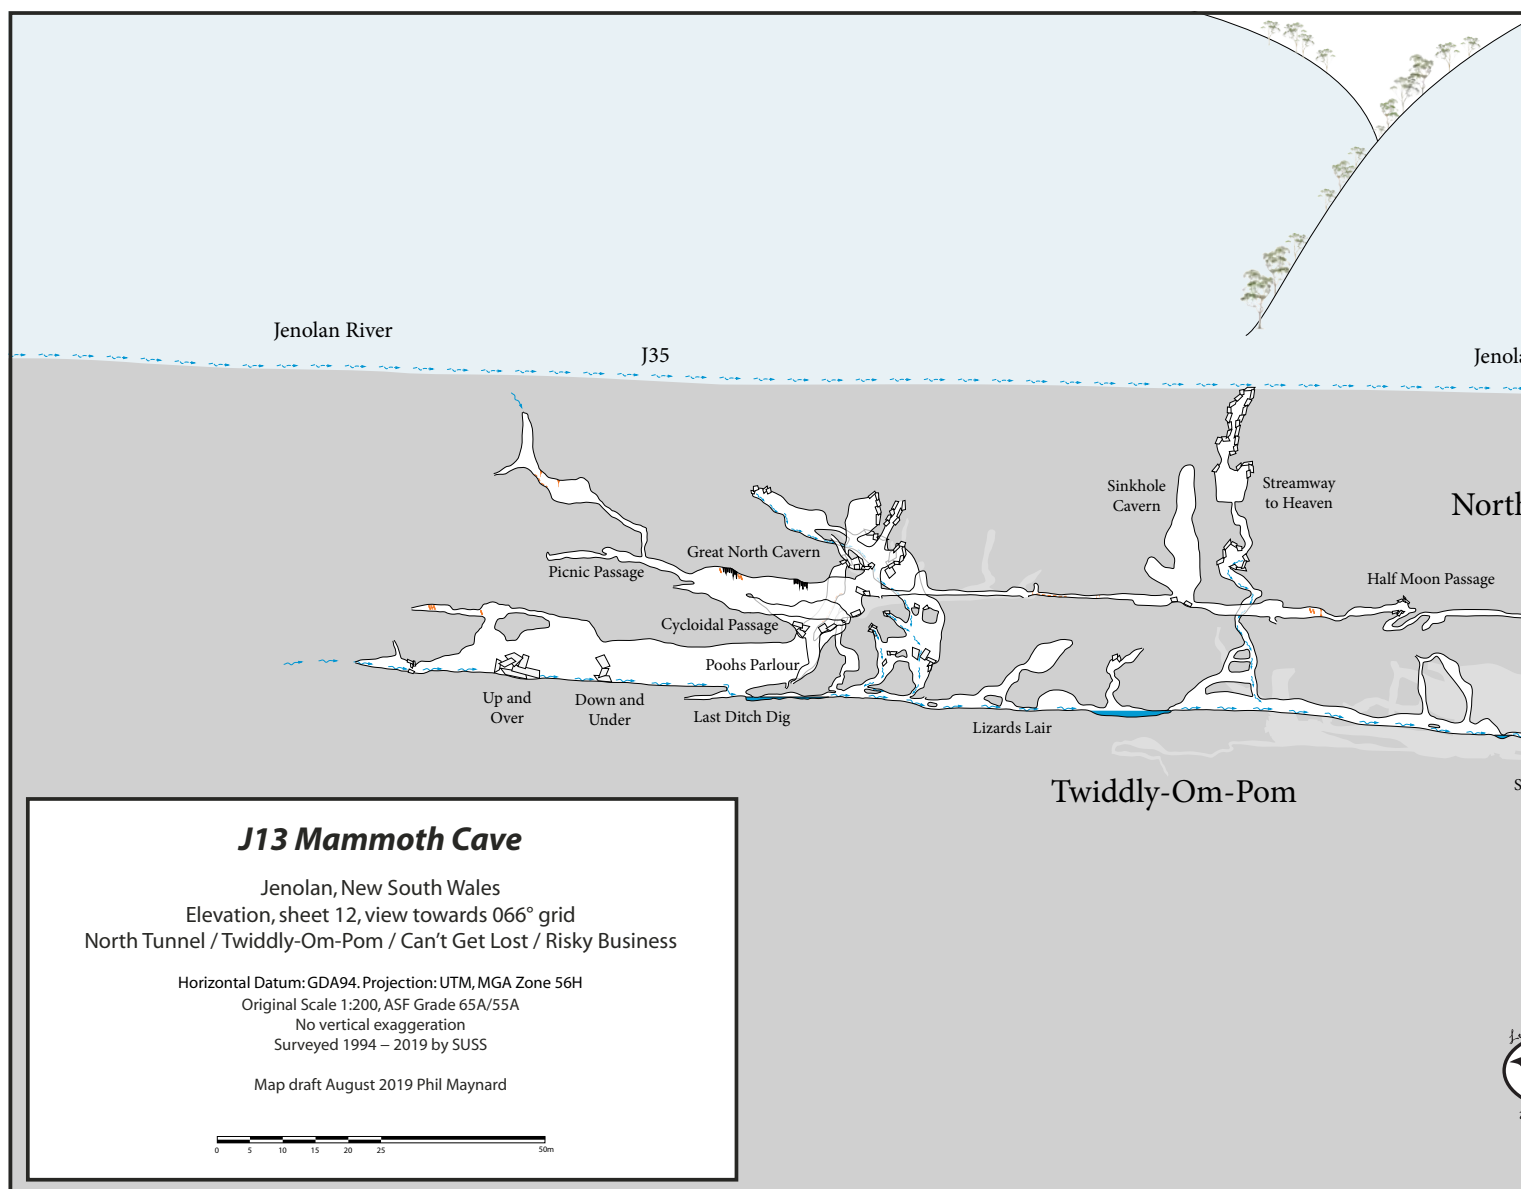 Jenolan River
J35
Jenol
Sinkhole
Cavern
Streamway
to Heaven
North
Great North Cavern
Picnic Passage
Half Moon Passage
Cycloidal Passage
Poohs Parlour
Up and
Over
Down and
Under
Last Ditch Dig
Lizards Lair
Twiddly-Om-Pom
S
J13 Mammoth Cave
Jenolan, New South Wales
Elevation, sheet 12, view towards 066° grid
North Tunnel / Twiddly-Om-Pom / Can't Get Lost / Risky Business
Horizontal Datum: GDA94. Projection: UTM, MGA Zone 56H
Original Scale 1:200, ASF Grade 65A/55A
No vertical exaggeration
Surveyed 1994 – 2019 by SUSS
Map draft August 2019 Phil Maynard
0 5 10 15 20 25 50m